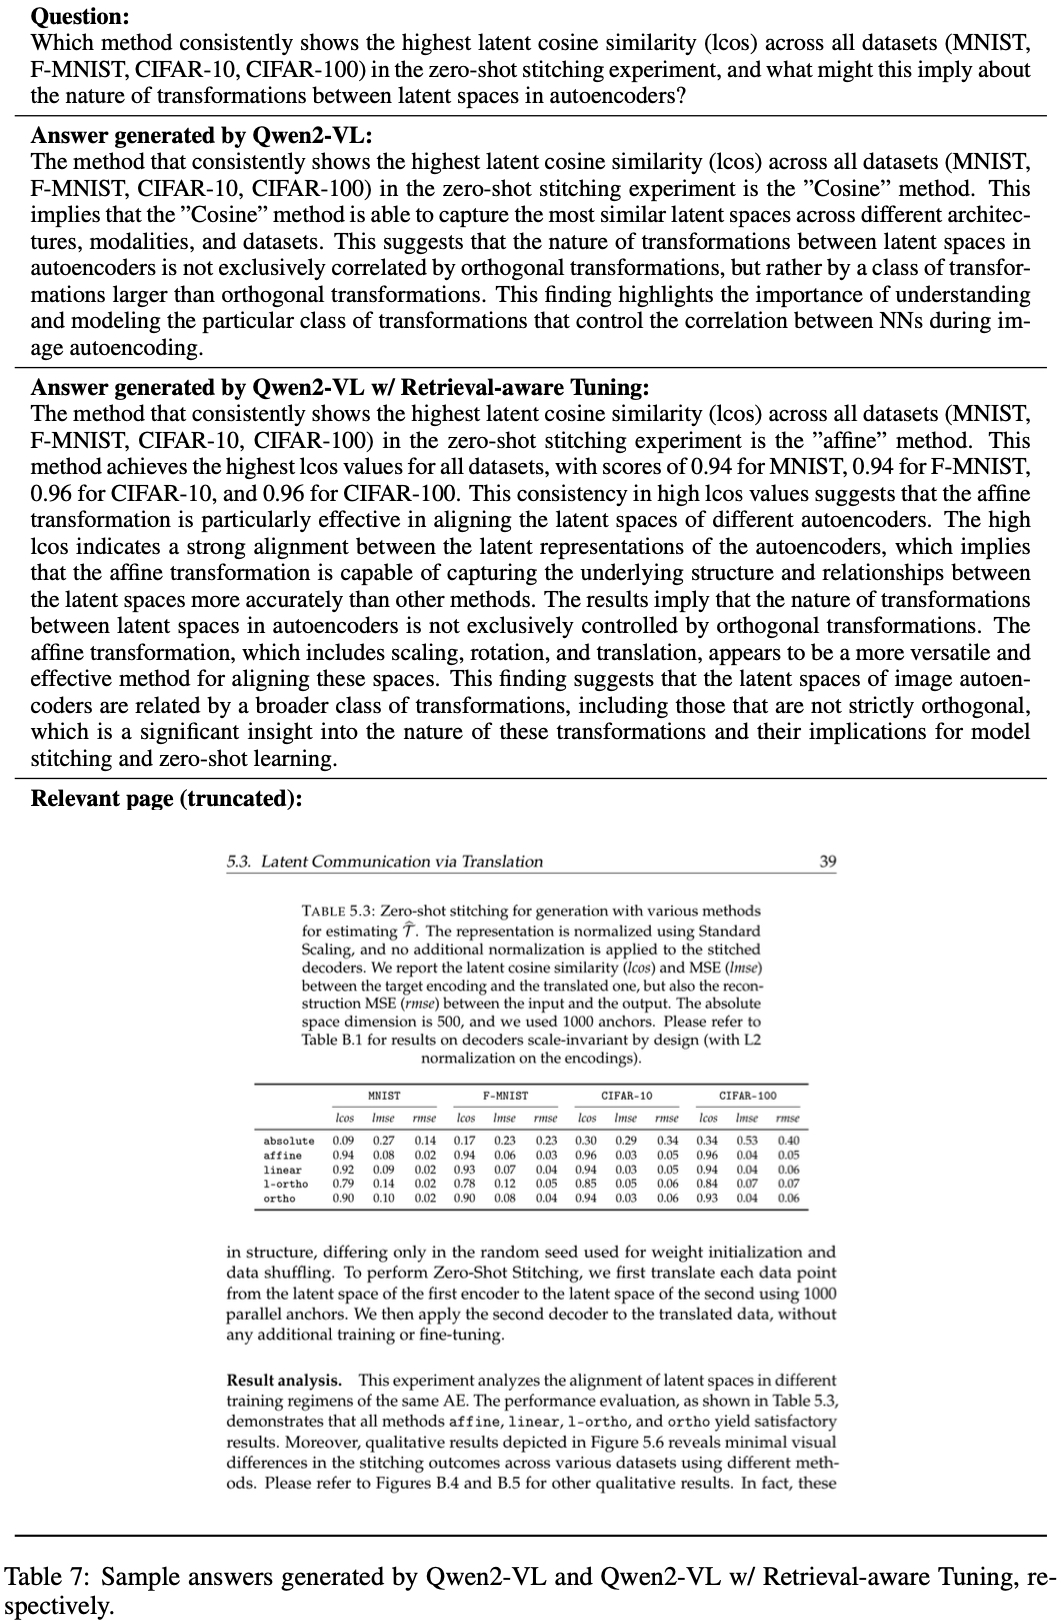 Question:
Which method consistently shows the highest latent cosine similarity (lcos) across all datasets (MNIST,
F-MNIST, CIFAR-10, CIFAR-100) in the zero-shot stitching experiment, and what might this imply about
the nature of transformations between latent spaces in autoencoders?
Answer generated by Qwen2-VL:
The method that consistently shows the highest latent cosine similarity (lcos) across all datasets (MNIST,
F-MNIST, CIFAR-10, CIFAR-100) in the zero-shot stitching experiment is the ”Cosine” method. This
implies that the ”Cosine” method is able to capture the most similar latent spaces across different architec-
tures, modalities, and datasets. This suggests that the nature of transformations between latent spaces in
autoencoders is not exclusively correlated by orthogonal transformations, but rather by a class of transfor-
mations larger than orthogonal transformations. This finding highlights the importance of understanding
and modeling the particular class of transformations that control the correlation between NNs during im-
age autoencoding.
Answer generated by Qwen2-VL w/ Retrieval-aware Tuning:
The method that consistently shows the highest latent cosine similarity (lcos) across all datasets (MNIST,
F-MNIST, CIFAR-10, CIFAR-100) in the zero-shot stitching experiment is the ”affine” method. This
method achieves the highest lcos values for all datasets, with scores of 0.94 for MNIST, 0.94 for F-MNIST,
0.96 for CIFAR-10, and 0.96 for CIFAR-100. This consistency in high lcos values suggests that the affine
transformation is particularly effective in aligning the latent spaces of different autoencoders. The high
lcos indicates a strong alignment between the latent representations of the autoencoders, which implies
that the affine transformation is capable of capturing the underlying structure and relationships between
the latent spaces more accurately than other methods. The results imply that the nature of transformations
between latent spaces in autoencoders is not exclusively controlled by orthogonal transformations. The
affine transformation, which includes scaling, rotation, and translation, appears to be a more versatile and
effective method for aligning these spaces. This finding suggests that the latent spaces of image autoen-
coders are related by a broader class of transformations, including those that are not strictly orthogonal,
which is a significant insight into the nature of these transformations and their implications for model
stitching and zero-shot learning.
Relevant page (truncated):
5.3. Latent Communication via Translation 39
TABLE 5.3: Zero-shot stitching for generation with various methods
for estimating T̂. The representation is normalized using Standard
Scaling, and no additional normalization is applied to the stitched
decoders. We report the latent cosine similarity (lcos) and MSE (lmse)
between the target encoding and the translated one, but also the recon-
struction MSE (rmse) between the input and the output. The absolute
space dimension is 500, and we used 1000 anchors. Please refer to
Table B.1 for results on decoders scale-invariant by design (with L2
normalization on the encodings).
MNIST F-MNIST CIFAR-10 CIFAR-100
lcos lmse rmse lcos lmse rmse lcos lmse rmse lcos lmse rmse
absolute 0.09 0.27 0.14 0.17 0.23 0.23 0.30 0.29 0.34 0.34 0.53 0.40
affine 0.94 0.08 0.02 0.94 0.06 0.03 0.96 0.03 0.05 0.96 0.04 0.05
linear 0.92 0.09 0.02 0.93 0.07 0.04 0.94 0.03 0.05 0.94 0.04 0.06
l-ortho 0.79 0.14 0.02 0.78 0.12 0.05 0.85 0.05 0.06 0.84 0.07 0.07
ortho 0.90 0.10 0.02 0.90 0.08 0.04 0.94 0.03 0.06 0.93 0.04 0.06
in structure, differing only in the random seed used for weight initialization and
data shuffling. To perform Zero-Shot Stitching, we first translate each data point
from the latent space of the first encoder to the latent space of the second using 1000
parallel anchors. We then apply the second decoder to the translated data, without
any additional training or fine-tuning.
Result analysis. This experiment analyzes the alignment of latent spaces in different
training regimens of the same AE. The performance evaluation, as shown in Table 5.3,
demonstrates that all methods affine, linear, l-ortho, and ortho yield satisfactory
results. Moreover, qualitative results depicted in Figure 5.6 reveals minimal visual
differences in the stitching outcomes across various datasets using different meth-
ods. Please refer to Figures B.4 and B.5 for other qualitative results. In fact, these
Table 7: Sample answers generated by Qwen2-VL and Qwen2-VL w/ Retrieval-aware Tuning, re-
spectively.